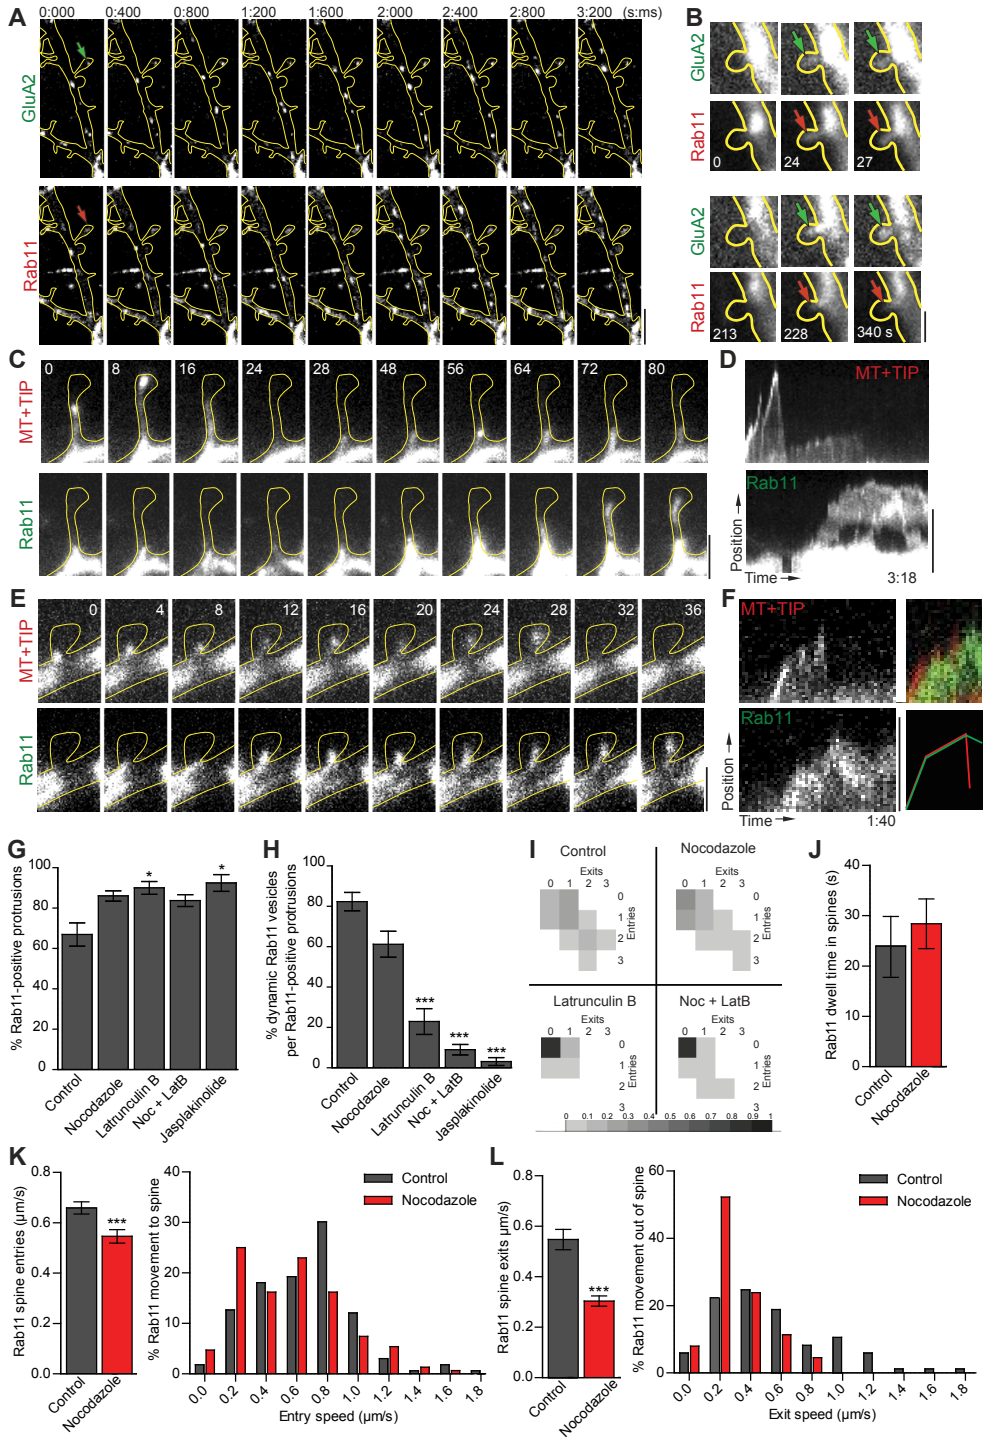 A
0:000 0:400 0:800 1:200 1:600 2:000 2:400 2:800 3:200 (s:ms)
GluA2
Rab11
B
GluA2
Rab11
0 24 27
GluA2
Rab11
213 228 340 s
C
MT+TIP
0 8 16 24 28 48 56 64 72 80
Rab11
D
MT+TIP
Rab11
Position
Time 3:18
E
MT+TIP
0 4 8 12 16 20 24 28 32 36
Rab11
F
MT+TIP
Rab11
Position
Time 1:40
G
% Rab11-positive protrusions
100
80
60
40
20
0
* *
Control
Nocodazole
Latrunculin B
Noc + LatB
Jasplakinolide
H
% dynamic Rab11 vesicles
per Rab11-positive protrusions
100
80
60
40
20
0
*** *** ***
Control
Nocodazole
Latrunculin B
Noc + LatB
Jasplakinolide
I
Control
Exits
0 1 2 3
0
1
2
3
Entries
Nocodazole
Exits
0 1 2 3
0
1
2
3
Entries
Latrunculin B
Exits
0 1 2 3
0
1
2
3
Entries
Noc + LatB
Exits
0 1 2 3
0
1
2
3
Entries
0 0.1 0.2 0.3 0.4 0.5 0.6 0.7 0.8 0.9 1
J
Rab11 dwell time in spines (s)
40
30
20
10
0
Control
Nocodazole
K
Rab11 spine entries (µm/s)
0.8
0.6
0.4
0.2
0.0
***
Control
Nocodazole
% Rab11 movement to spine
40
30
20
10
0
Control
Nocodazole
0.0 0.2 0.4 0.6 0.8 1.0 1.2 1.4 1.6 1.8
Entry speed (µm/s)
L
Rab11 spine exits µm/s)
0.8
0.6
0.4
0.2
0.0
***
Control
Nocodazole
% Rab11 movement out of spine
60
40
20
10
0
Control
Nocodazole
0.0 0.2 0.4 0.6 0.8 1.0 1.2 1.4 1.6 1.8
Exit speed (µm/s)